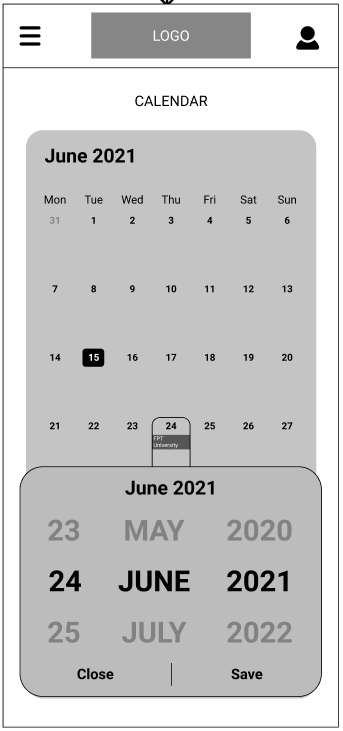 LOGO
CALENDAR
June 2021
Mon Tue Wed Thu Fri Sat Sun
31 1 2 3 4 5 6
7 8 9 10 11 12 13
14 15 16 17 18 19 20
21 22 23 24 25 26 27
FPT
University
June 2021
23 MAY 2020
24 JUNE 2021
25 JULY 2022
Close Save